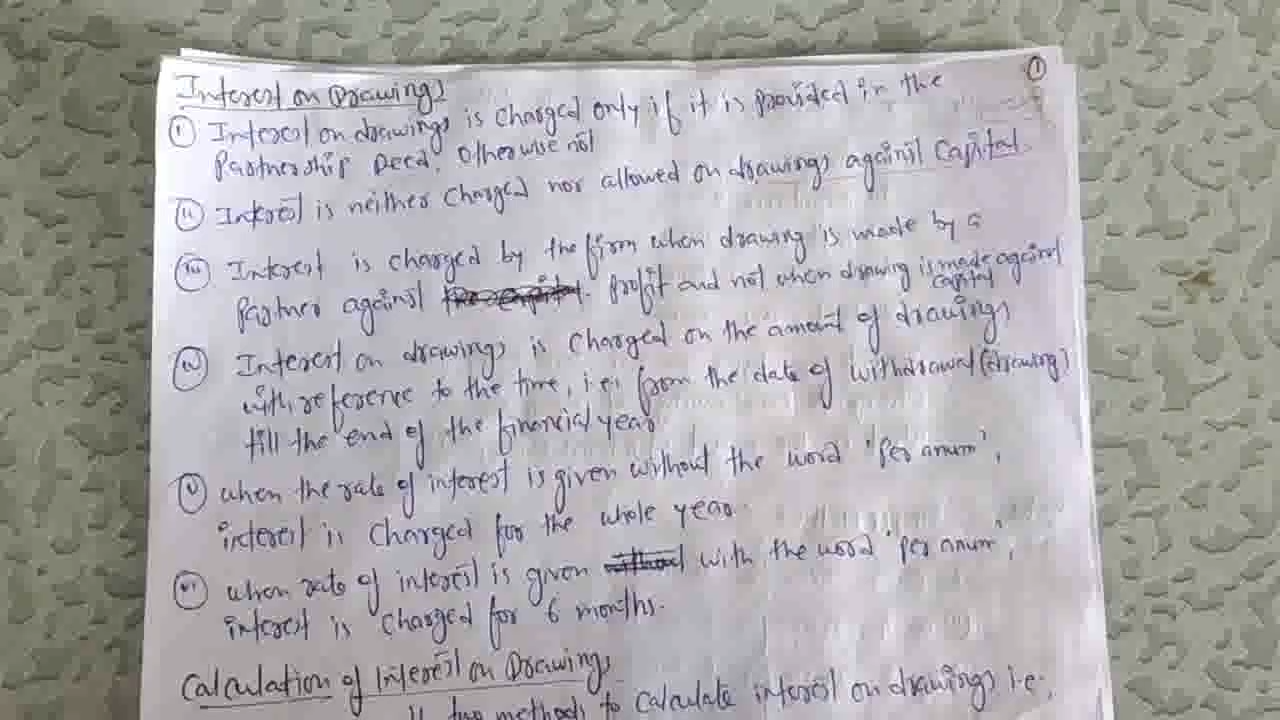 Interest on Drawings
①
(i) Interest on drawings is charged only if it is provided in the
Partnership Deed, otherwise not
(ii) Interest is neither charged nor allowed on drawings against Capital.
(iii) Interest is charged by the firm when drawing is made by a
Partner against Profit and not when drawing is made against
capital
(iv) Interest on drawings is charged on the amount of drawings
with reference to the time, i.e. from the date of withdrawal (drawing)
till the end of the financial year
(v) when the rate of interest is given without the word 'per anum',
interest is charged for the whole year.
(vi) when rate of interest is given with the word 'per anum',
interest is charged for 6 months.
Calculation of Interest on Drawings
two methods to calculate interest on drawings i.e.,